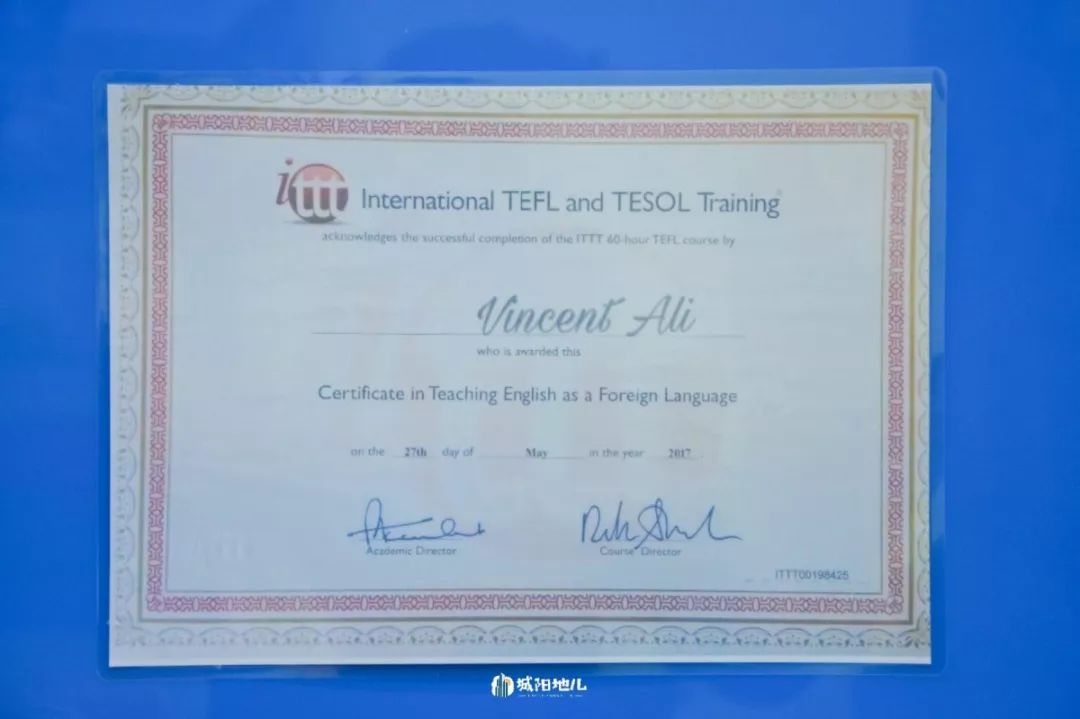 ittt International TEFL and TESOL Training
acknowledges the successful completion of the ITTT 60-hour TEFL course by
Vincent Ali
who is awarded this
Certificate in Teaching English as a Foreign Language
on the 27th day of May in the year 2017
Academic Director Course Director
ITTT00198425
城阳地儿